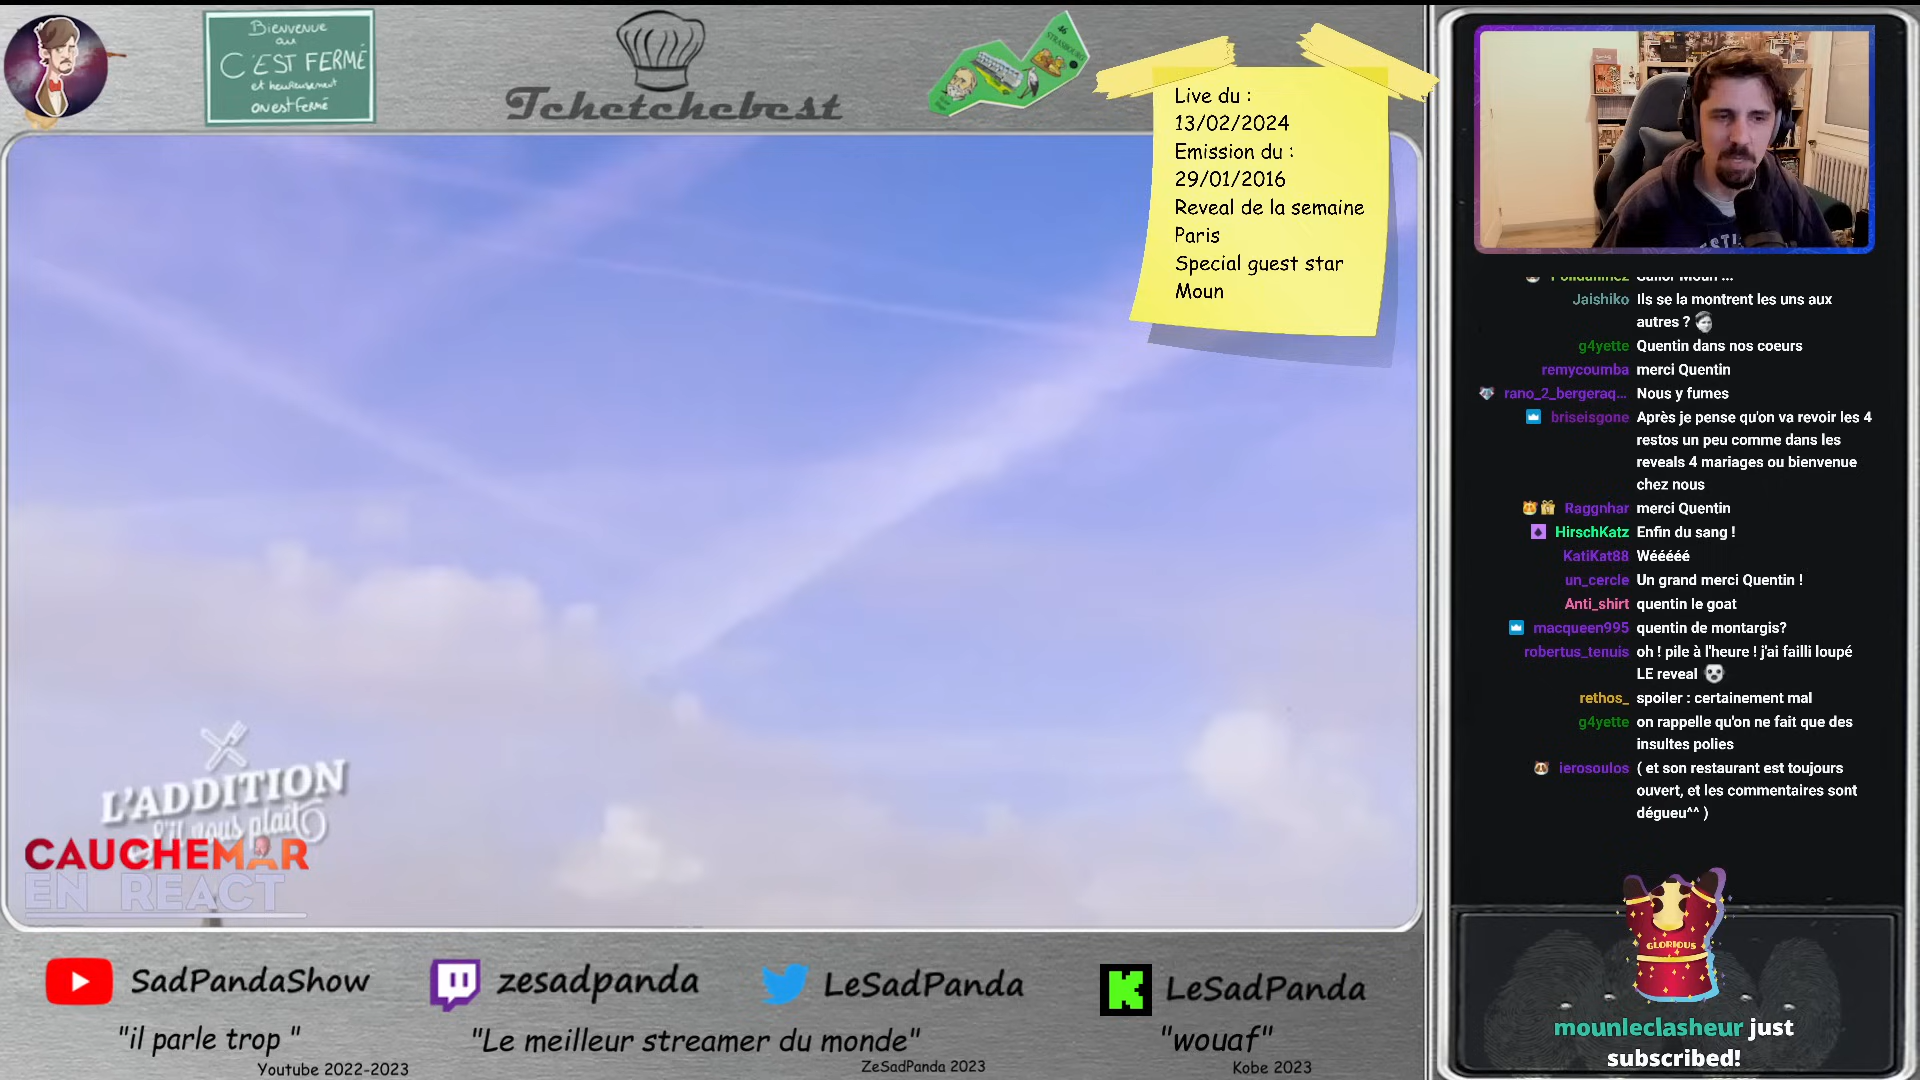 Bienvenue
au
C'EST FERMÉ
et heureusement
on est fermé
Tchetchebest
STRASBOURG
Live du :
13/02/2024
Emission du :
29/01/2016
Reveal de la semaine
Paris
Special guest star
Moun
L'ADDITION
S'il vous plaît
CAUCHEMAR
EN REACT
Jaishiko Ils se la montrent les uns aux
autres ?
g4yette Quentin dans nos coeurs
remycoumba merci Quentin
rano_2_bergeraq... Nous y fumes
briseisgone Après je pense qu'on va revoir les 4
restos un peu comme dans les
reveals 4 mariages ou bienvenue
chez nous
Raggnhar merci Quentin
HirschKatz Enfin du sang !
KatiKat88 Wééééé
un_cercle Un grand merci Quentin !
Anti_shirt quentin le goat
macqueen995 quentin de montargis?
robertus_tenuis oh ! pile à l'heure ! j'ai failli loupé
LE reveal
rethos_ spoiler : certainement mal
g4yette on rappelle qu'on ne fait que des
insultes polies
ierosoulos ( et son restaurant est toujours
ouvert, et les commentaires sont
dégueu^^ )
GLORIOUS
mounleclasheur just
subscribed!
SadPandaShow
zesadpanda
LeSadPanda
LeSadPanda
"il parle trop "
Youtube 2022-2023
"Le meilleur streamer du monde"
ZeSadPanda 2023
"wouaf"
Kobe 2023